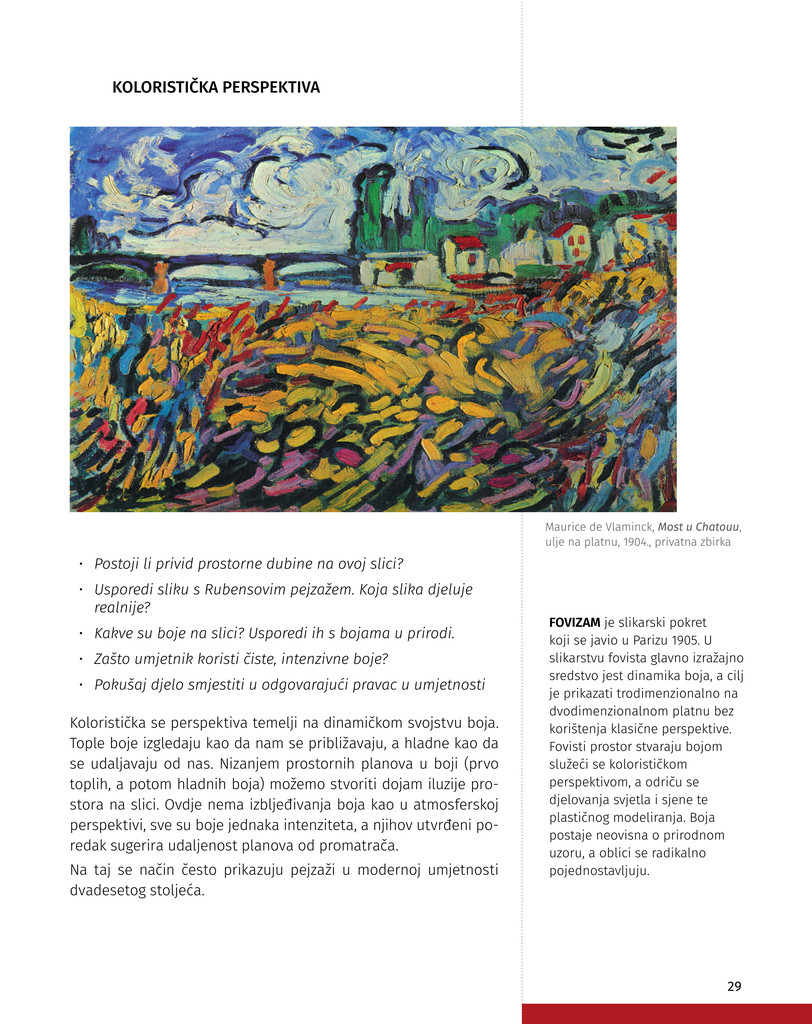 KOLORISTIČKA PERSPEKTIVA
Maurice de Vlaminck, Most u Chatouu,
ulje na platnu, 1904., privatna zbirka
· Postoji li privid prostorne dubine na ovoj slici?
· Usporedi sliku s Rubensovim pejzažem. Koja slika djeluje
realnije?
· Kakve su boje na slici? Usporedi ih s bojama u prirodi.
· Zašto umjetnik koristi čiste, intenzivne boje?
· Pokušaj djelo smjestiti u odgovarajući pravac u umjetnosti
Koloristička se perspektiva temelji na dinamičkom svojstvu boja.
Tople boje izgledaju kao da nam se približavaju, a hladne kao da
se udaljavaju od nas. Nizanjem prostornih planova u boji (prvo
toplih, a potom hladnih boja) možemo stvoriti dojam iluzije pro-
stora na slici. Ovdje nema izbljeđivanja boja kao u atmosferskoj
perspektivi, sve su boje jednaka intenziteta, a njihov utvrđeni po-
redak sugerira udaljenost planova od promatrača.
Na taj se način često prikazuju pejzaži u modernoj umjetnosti
dvadesetog stoljeća.
FOVIZAM je slikarski pokret
koji se javio u Parizu 1905. U
slikarstvu fovista glavno izražajno
sredstvo jest dinamika boja, a cilj
je prikazati trodimenzionalno na
dvodimenzionalnom platnu bez
korištenja klasične perspektive.
Fovisti prostor stvaraju bojom
služeći se kolorističkom
perspektivom, a odriču se
djelovanja svjetla i sjene te
plastičnog modeliranja. Boja
postaje neovisna o prirodnom
uzoru, a oblici se radikalno
pojednostavljuju.
29